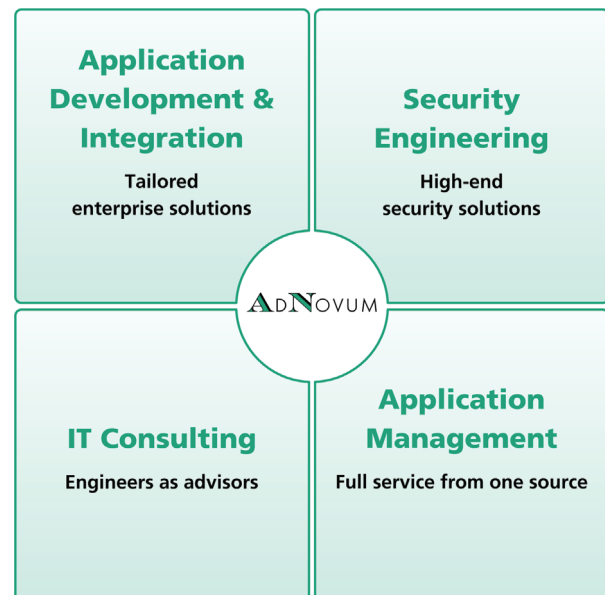 Application
Development &
Integration
Tailored
enterprise solutions
Security
Engineering
High-end
security solutions
ADNOVUM
IT Consulting
Engineers as advisors
Application
Management
Full service from one source